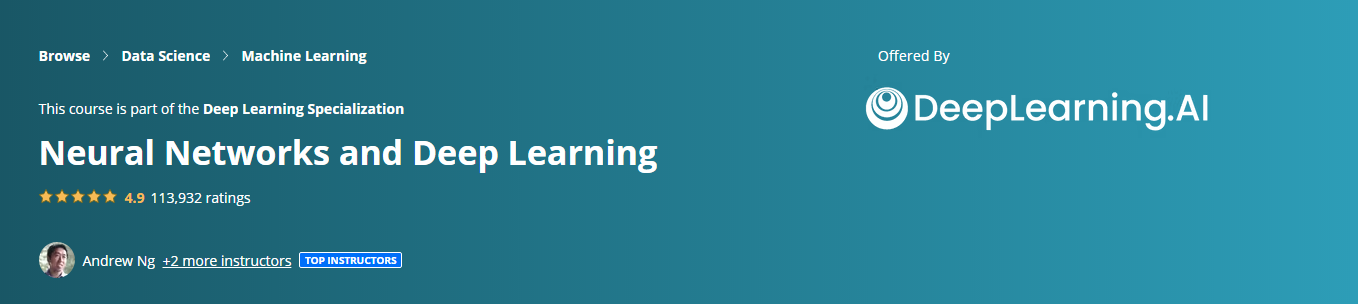 Browse > Data Science > Machine Learning
Offered By
DeepLearning.AI
This course is part of the Deep Learning Specialization
Neural Networks and Deep Learning
4.9 113,932 ratings
Andrew Ng +2 more instructors TOP INSTRUCTORS